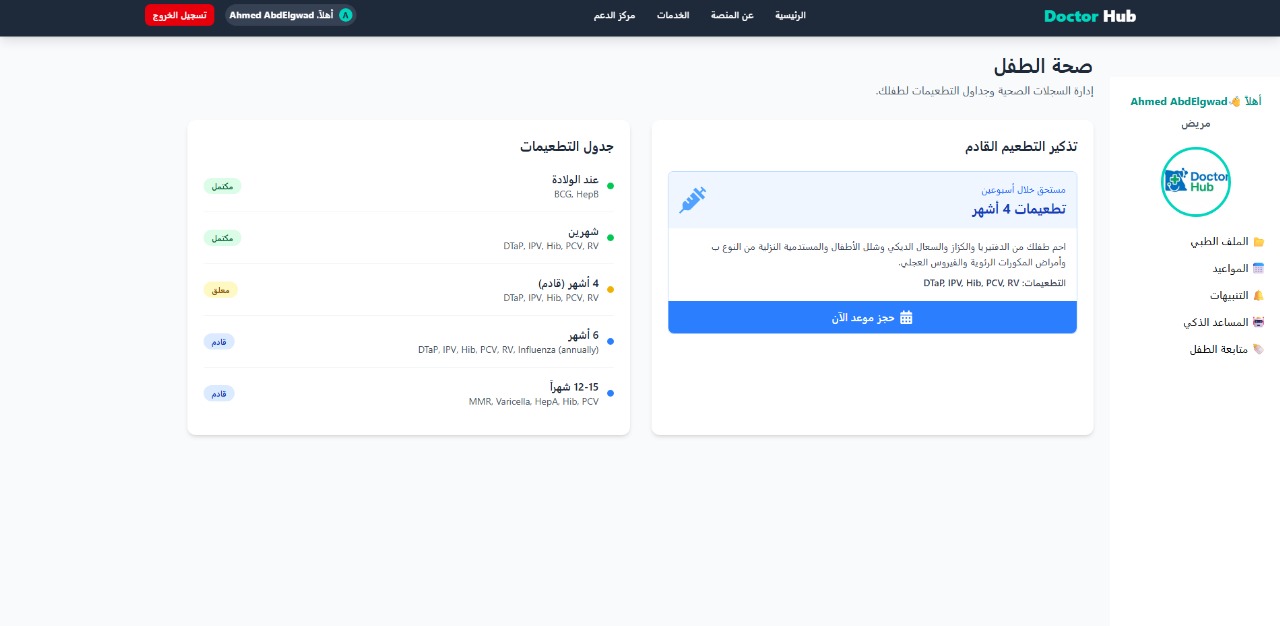 Doctor Hub
الرئيسية
عن المنصة
الخدمات
مركز الدعم
A
أهلاً، Ahmed AbdElgwad
تسجيل الخروج
أهلاً 👋 Ahmed AbdElgwad
مريض
Doctor
Hub
📁 الملف الطبي
📅 المواعيد
🔔 التنبيهات
المساعد الذكي
متابعة الطفل
صحة الطفل
إدارة السجلات الصحية وجداول التطعيمات لطفلك.
تذكير التطعيم القادم
مستحق خلال أسبوعين
تطعيمات 4 أشهر
احمِ طفلك من الدفتيريا والكزاز والسعال الديكي وشلل الأطفال والمستدمية النزلية من النوع ب
وأمراض المكورات الرئوية والفيروس العجلي.
التطعيمات: DTaP, IPV, Hib, PCV, RV
حجز موعد الآن
جدول التطعيمات
عند الولادة
BCG, HepB
مكتمل
شهرين
DTaP, IPV, Hib, PCV, RV
مكتمل
4 أشهر (قادم)
DTaP, IPV, Hib, PCV, RV
معلق
6 أشهر
DTaP, IPV, Hib, PCV, RV, Influenza (annually)
قادم
12-15 شهراً
MMR, Varicella, HepA, Hib, PCV
قادم